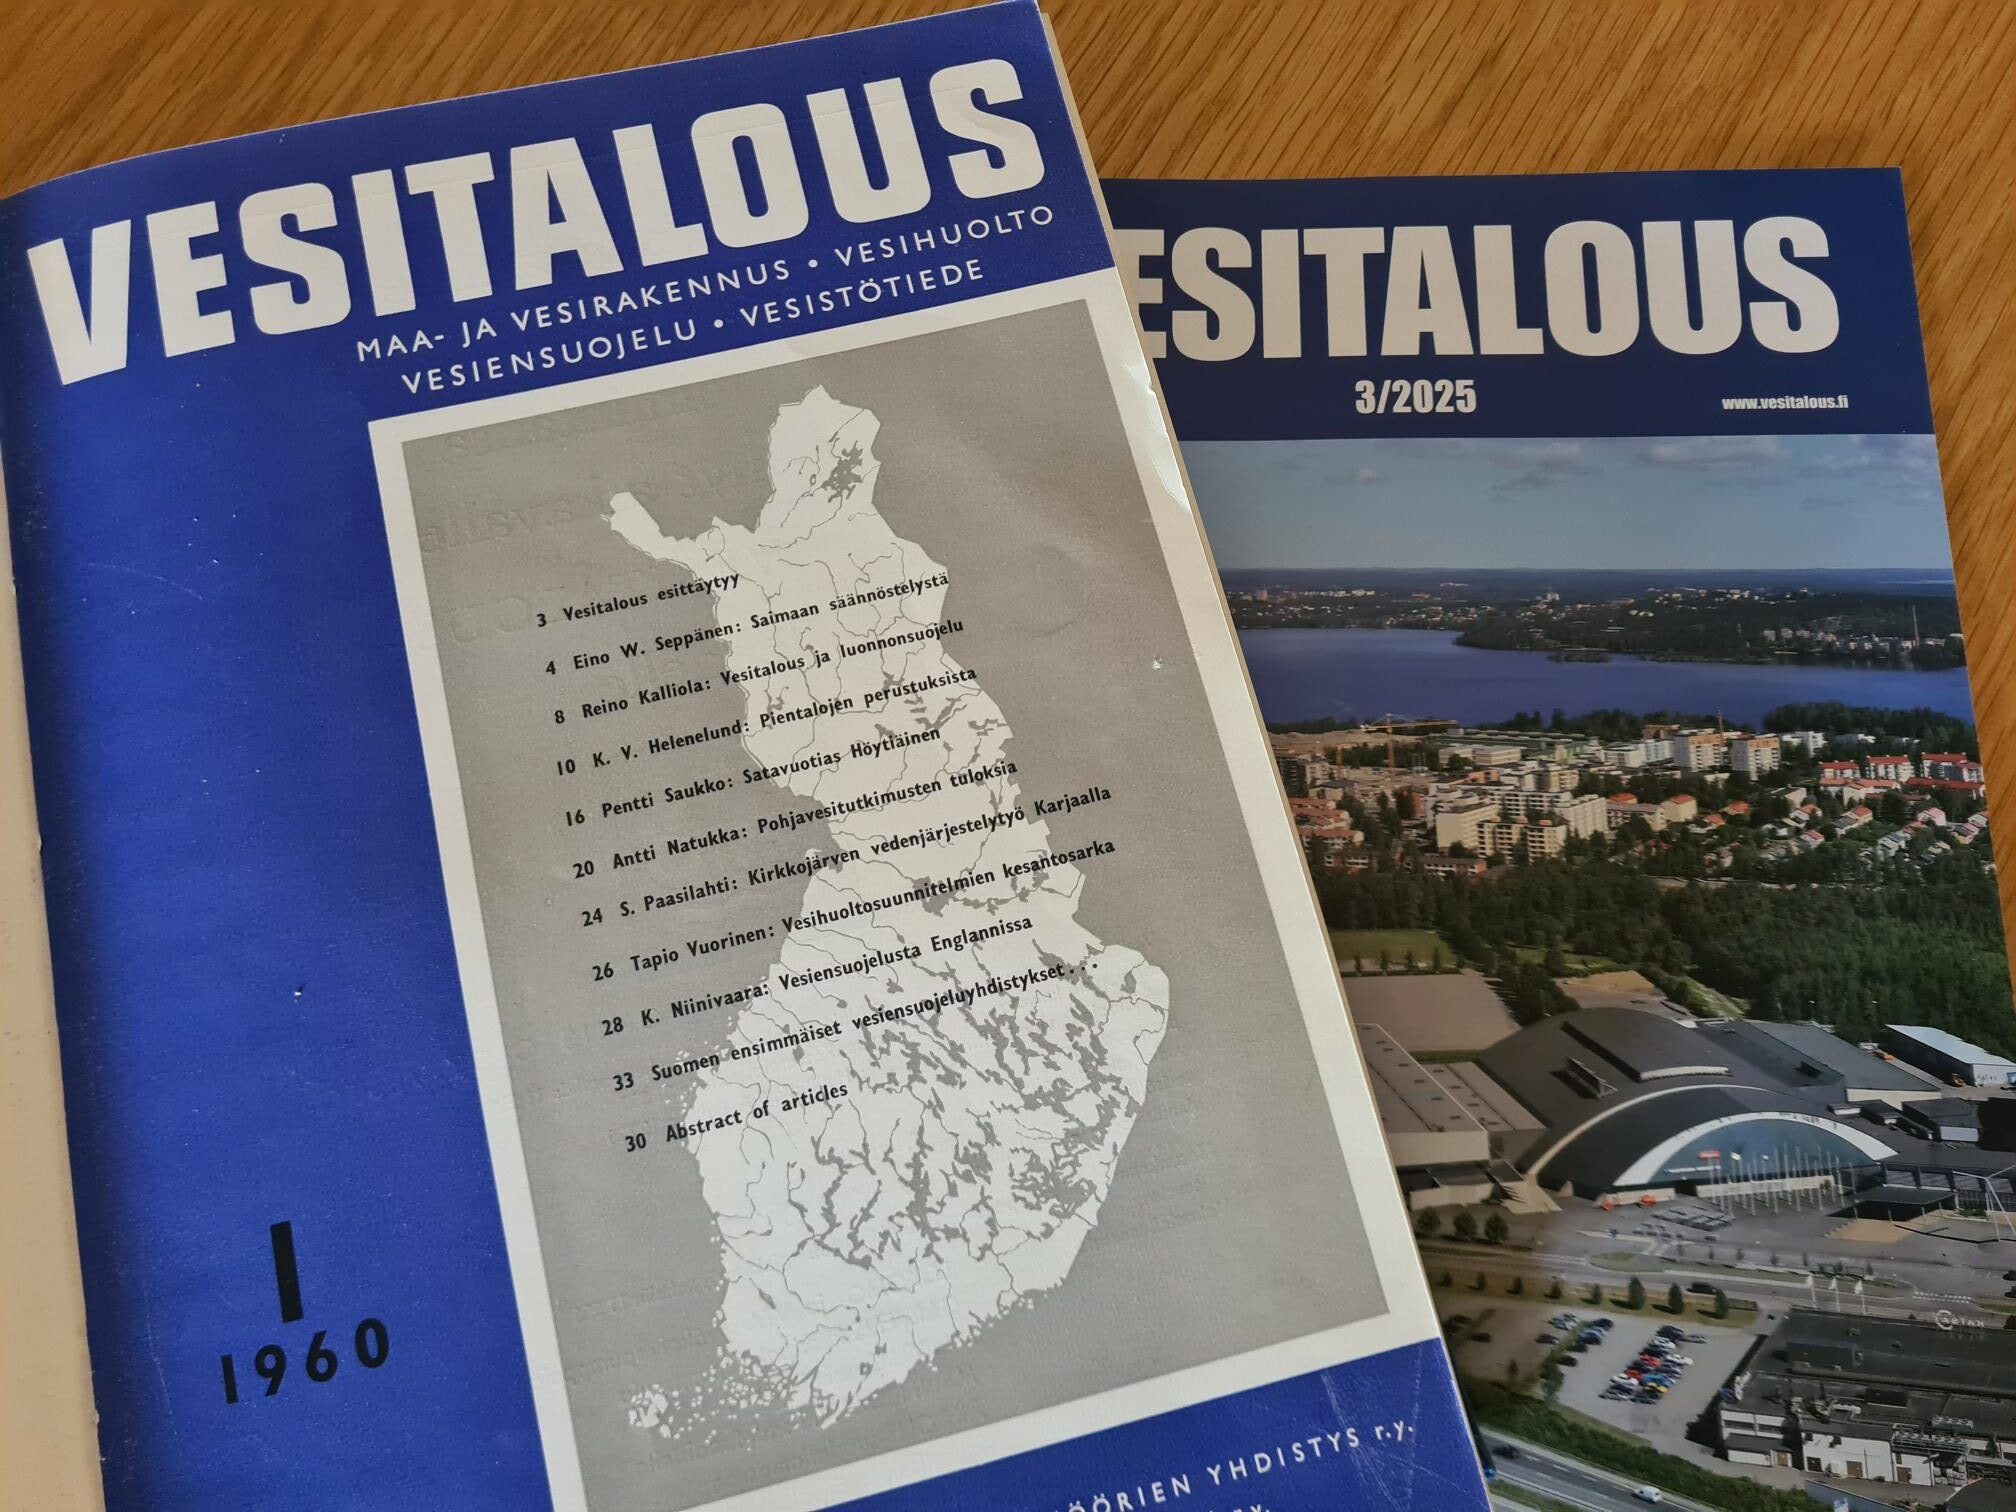 VESITALOUS
MAA- JA VESIRAKENNUS • VESIHUOLTO
VESIENSUOJELU • VESISTÖTIEDE
3 Vesitalous esittäytyy
4 Eino W. Seppänen: Saimaan säännöstelystä
8 Reino Kalliola: Vesitalous ja luonnonsuojelu
10 K. V. Helenelund: Pientalojen perustuksista
16 Pentti Saukko: Satavuotias Höytiäinen
20 Antti Natukka: Pohjavesitutkimusten tuloksia
24 S. Paasilahti: Kirkkojärven vedenjärjestelytyö Karjaalla
26 Tapio Vuorinen: Vesihuoltosuunnitelmien kesantosarka
28 K. Niinivaara: Vesiensuojelusta Englannissa
33 Suomen ensimmäiset vesiensuojeluyhdistykset...
30 Abstract of articles
1
1960
ÖÖRIEN YHDISTYS r.y.
ESITALOUS
3/2025
www.vesitalous.fi